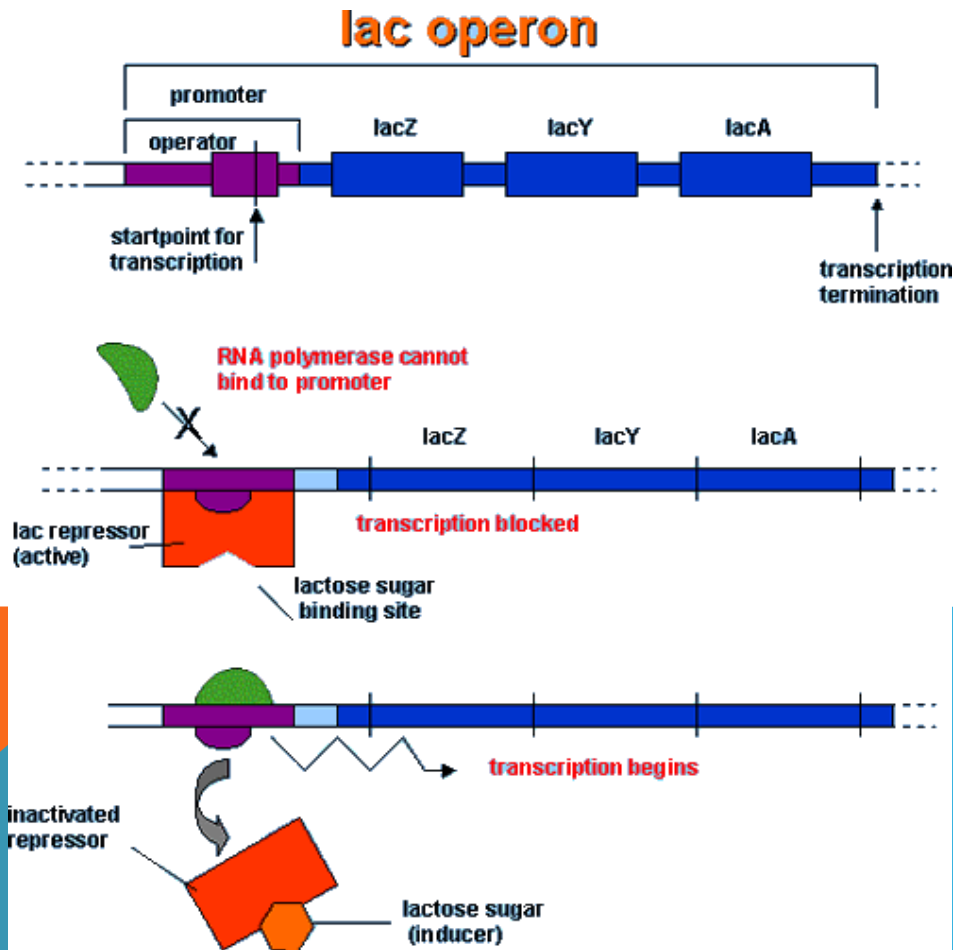 lac operon
promoter
operator
lacZ
lacY
lacA
startpoint for
transcription
transcription
termination
RNA polymerase cannot
bind to promoter
X
lacZ
lacY
lacA
lac repressor
(active)
transcription blocked
lactose sugar
binding site
transcription begins
inactivated
repressor
lactose sugar
(inducer)